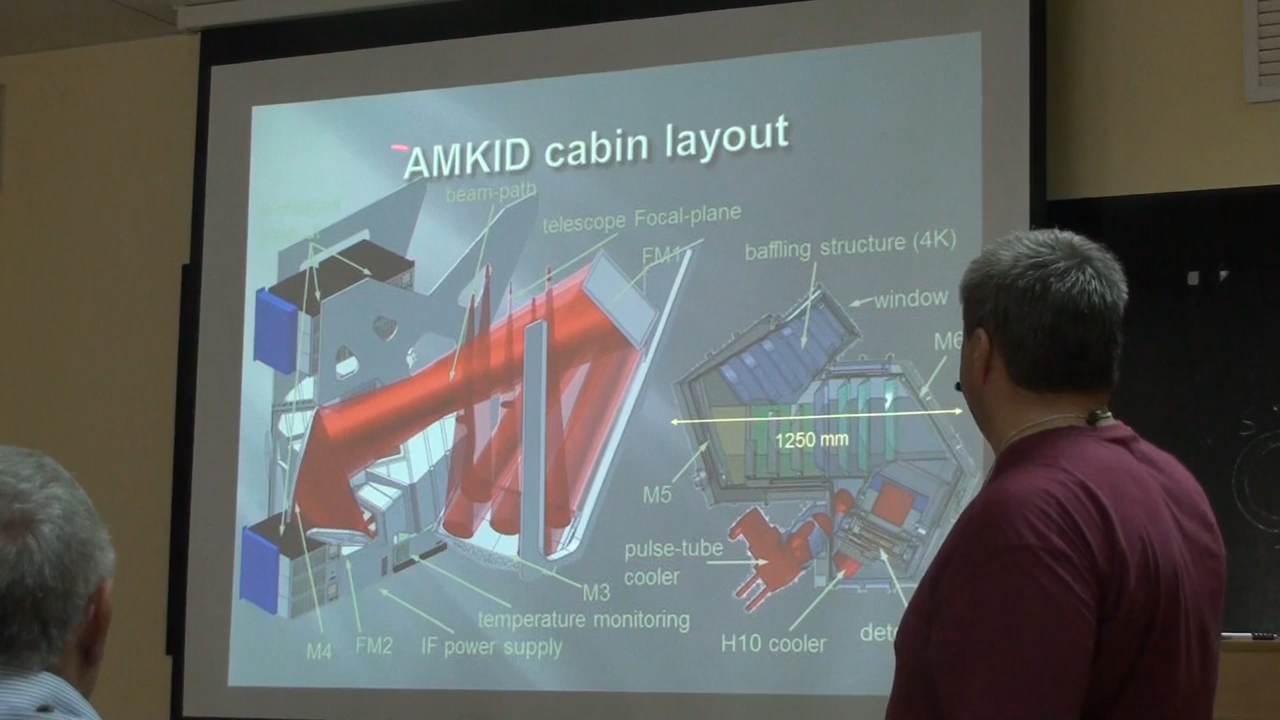 AMKID cabin layout
beam-path
telescope Focal-plane
FM1
baffling structure (4K)
window
M6
1250 mm
M5
pulse-tube
cooler
M3
temperature monitoring
IF power supply
M4
FM2
H10 cooler